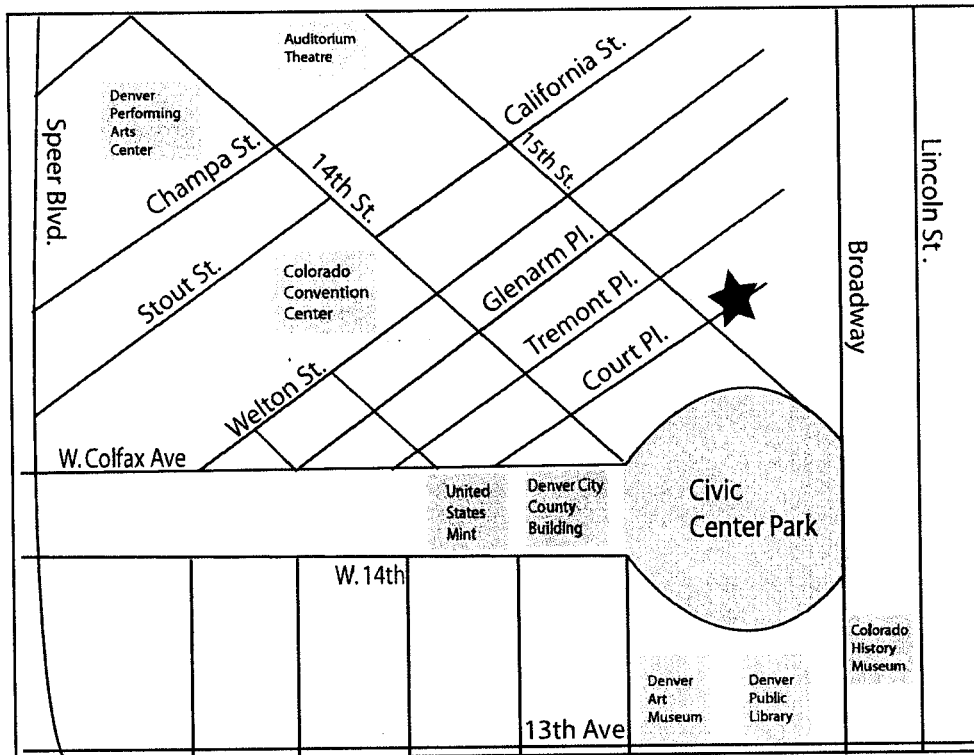 Auditorium
Theatre
Denver
Performing
Arts
Center
Speer Blvd.
Champa St.
14th St.
California St.
15th St.
Lincoln St.
Broadway
Stout St.
Colorado
Convention
Center
Glenarm Pl.
Tremont Pl.
Court Pl.
Welton St.
W. Colfax Ave
United
States
Mint
Denver City
County
Building
Civic
Center Park
W. 14th
Colorado
History
Museum
Denver
Art
Museum
Denver
Public
Library
13th Ave